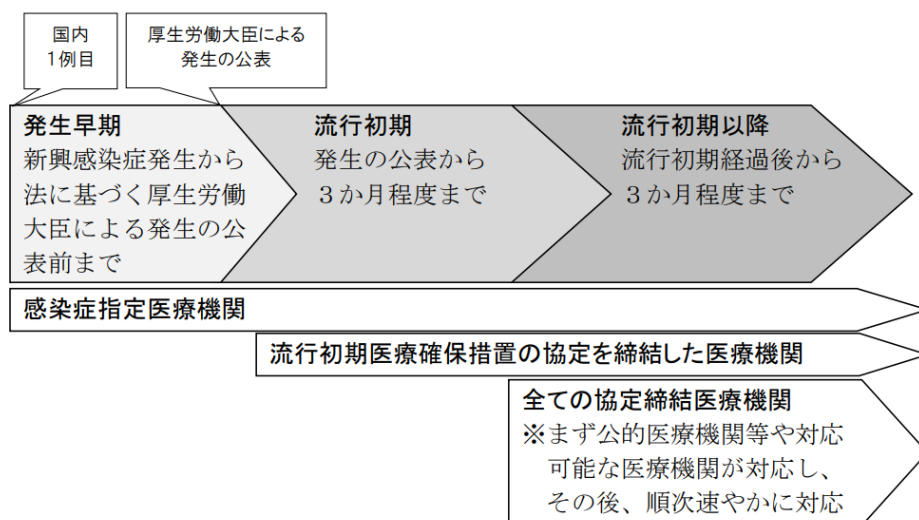 国内
1例目
厚生労働大臣による
発生の公表
発生早期
新興感染症発生から
法に基づく厚生労働
大臣による発生の公
表前まで
流行初期
発生の公表から
３か月程度まで
流行初期以降
流行初期経過後から
３か月程度まで
感染症指定医療機関
流行初期医療確保措置の協定を締結した医療機関
全ての協定締結医療機関
※まず公的医療機関等や対応
可能な医療機関が対応し、
その後、順次速やかに対応